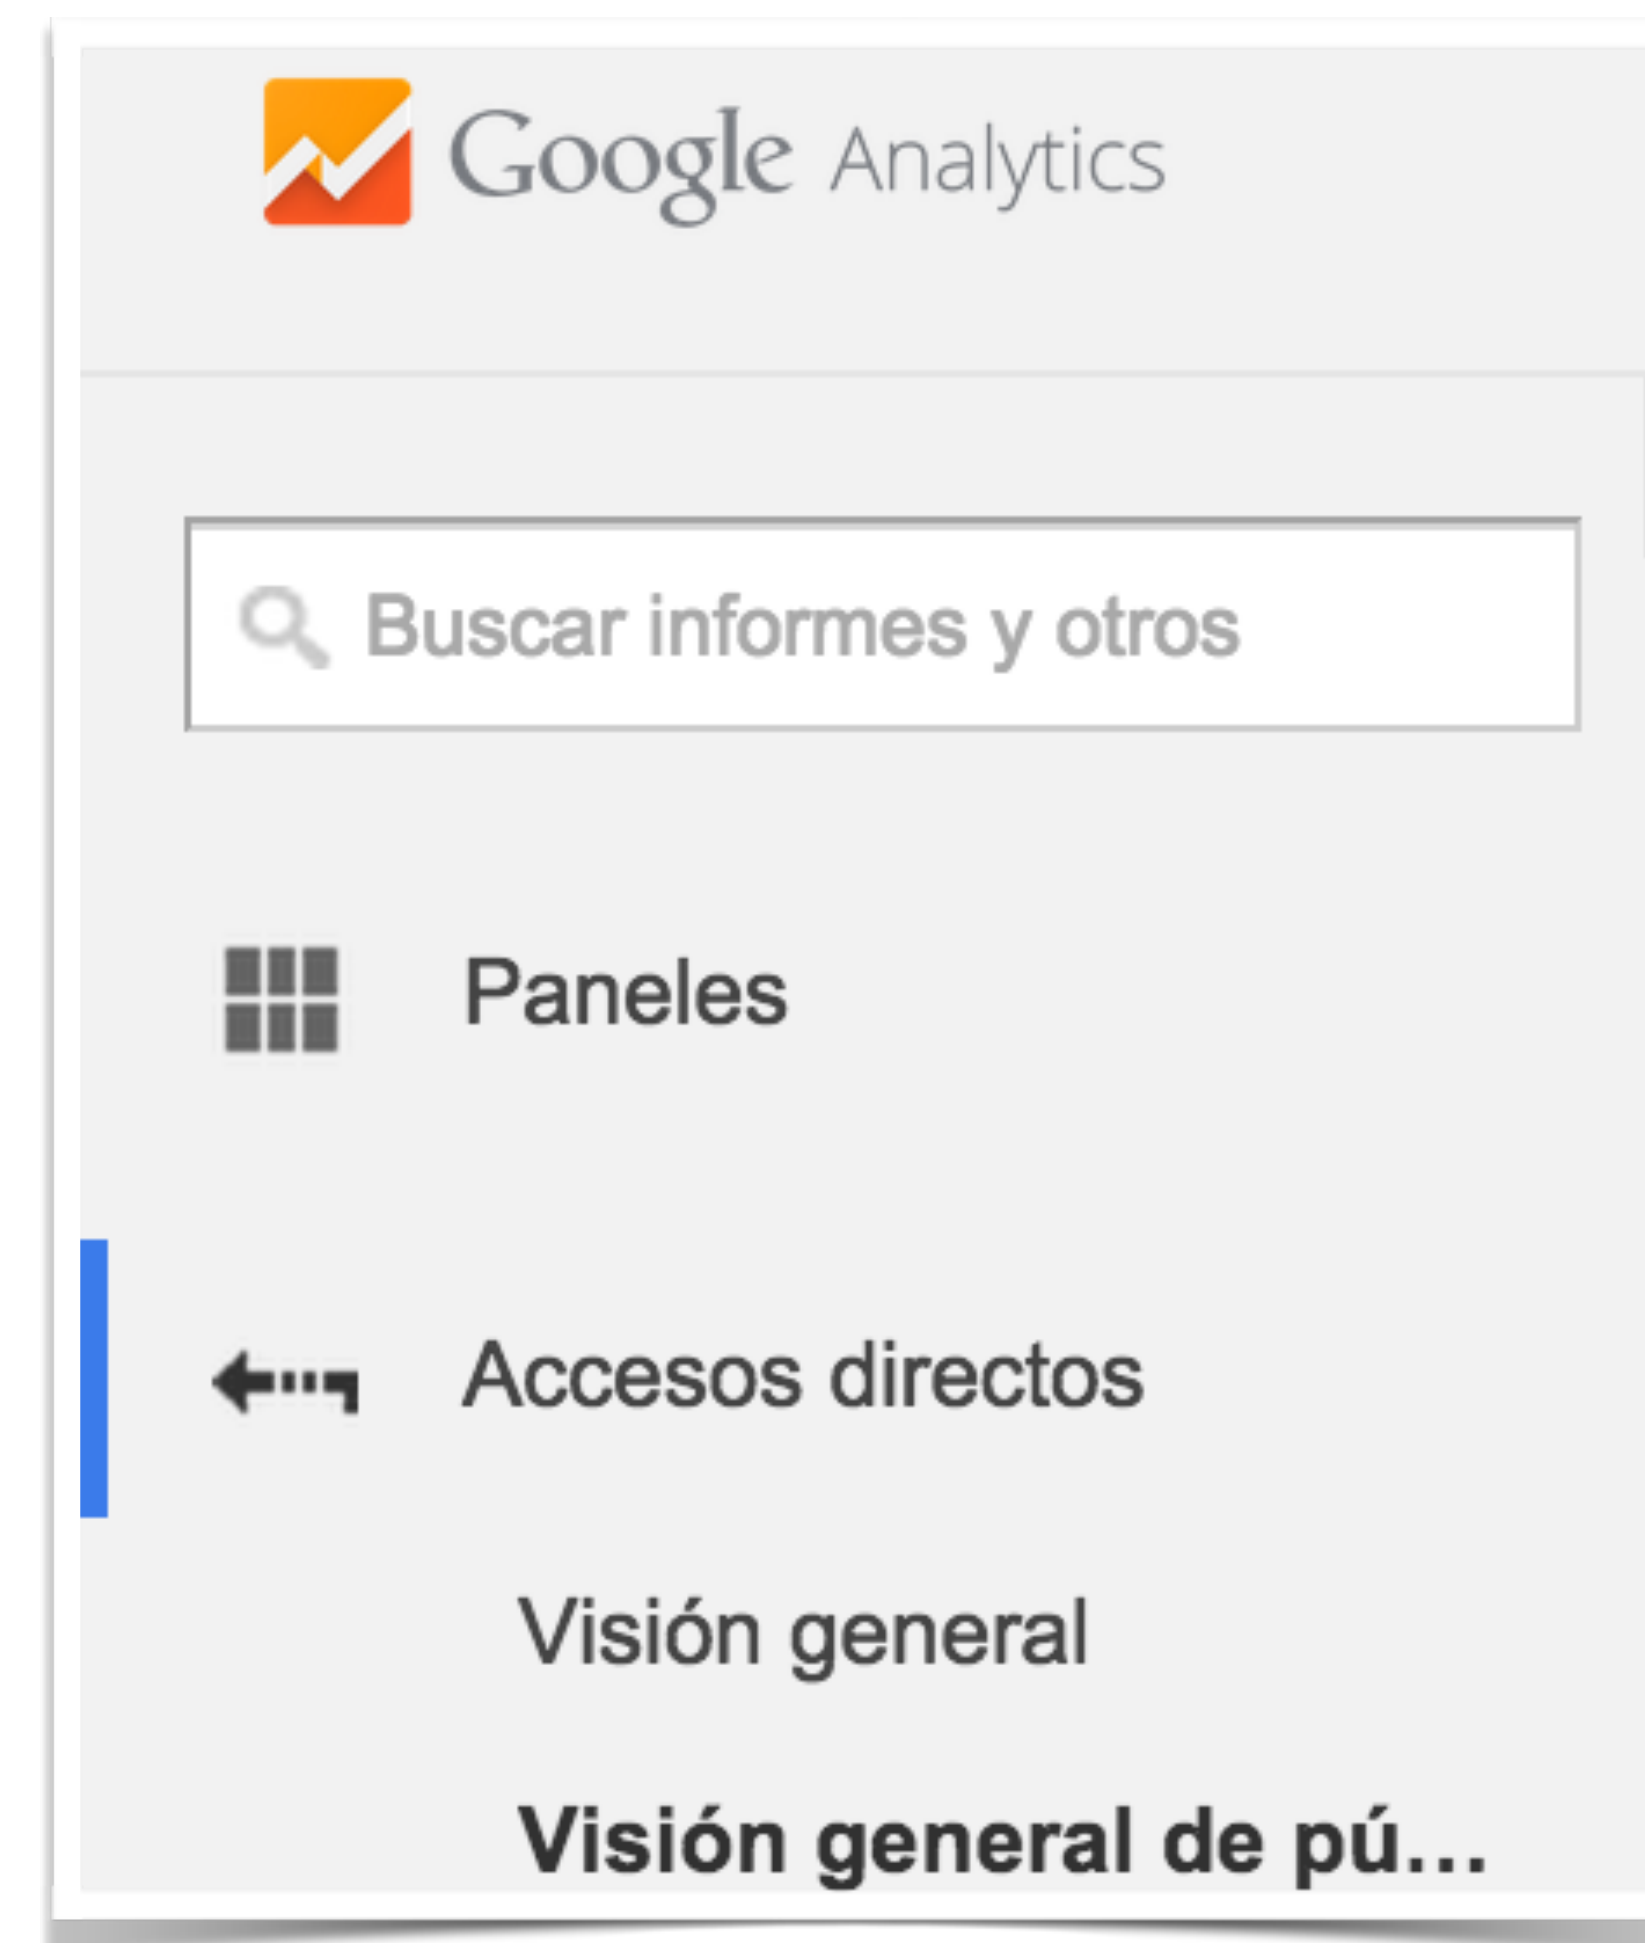 Google Analytics
Buscar informes y otros
Paneles
Accesos directos
Visión general
Visión general de pú...